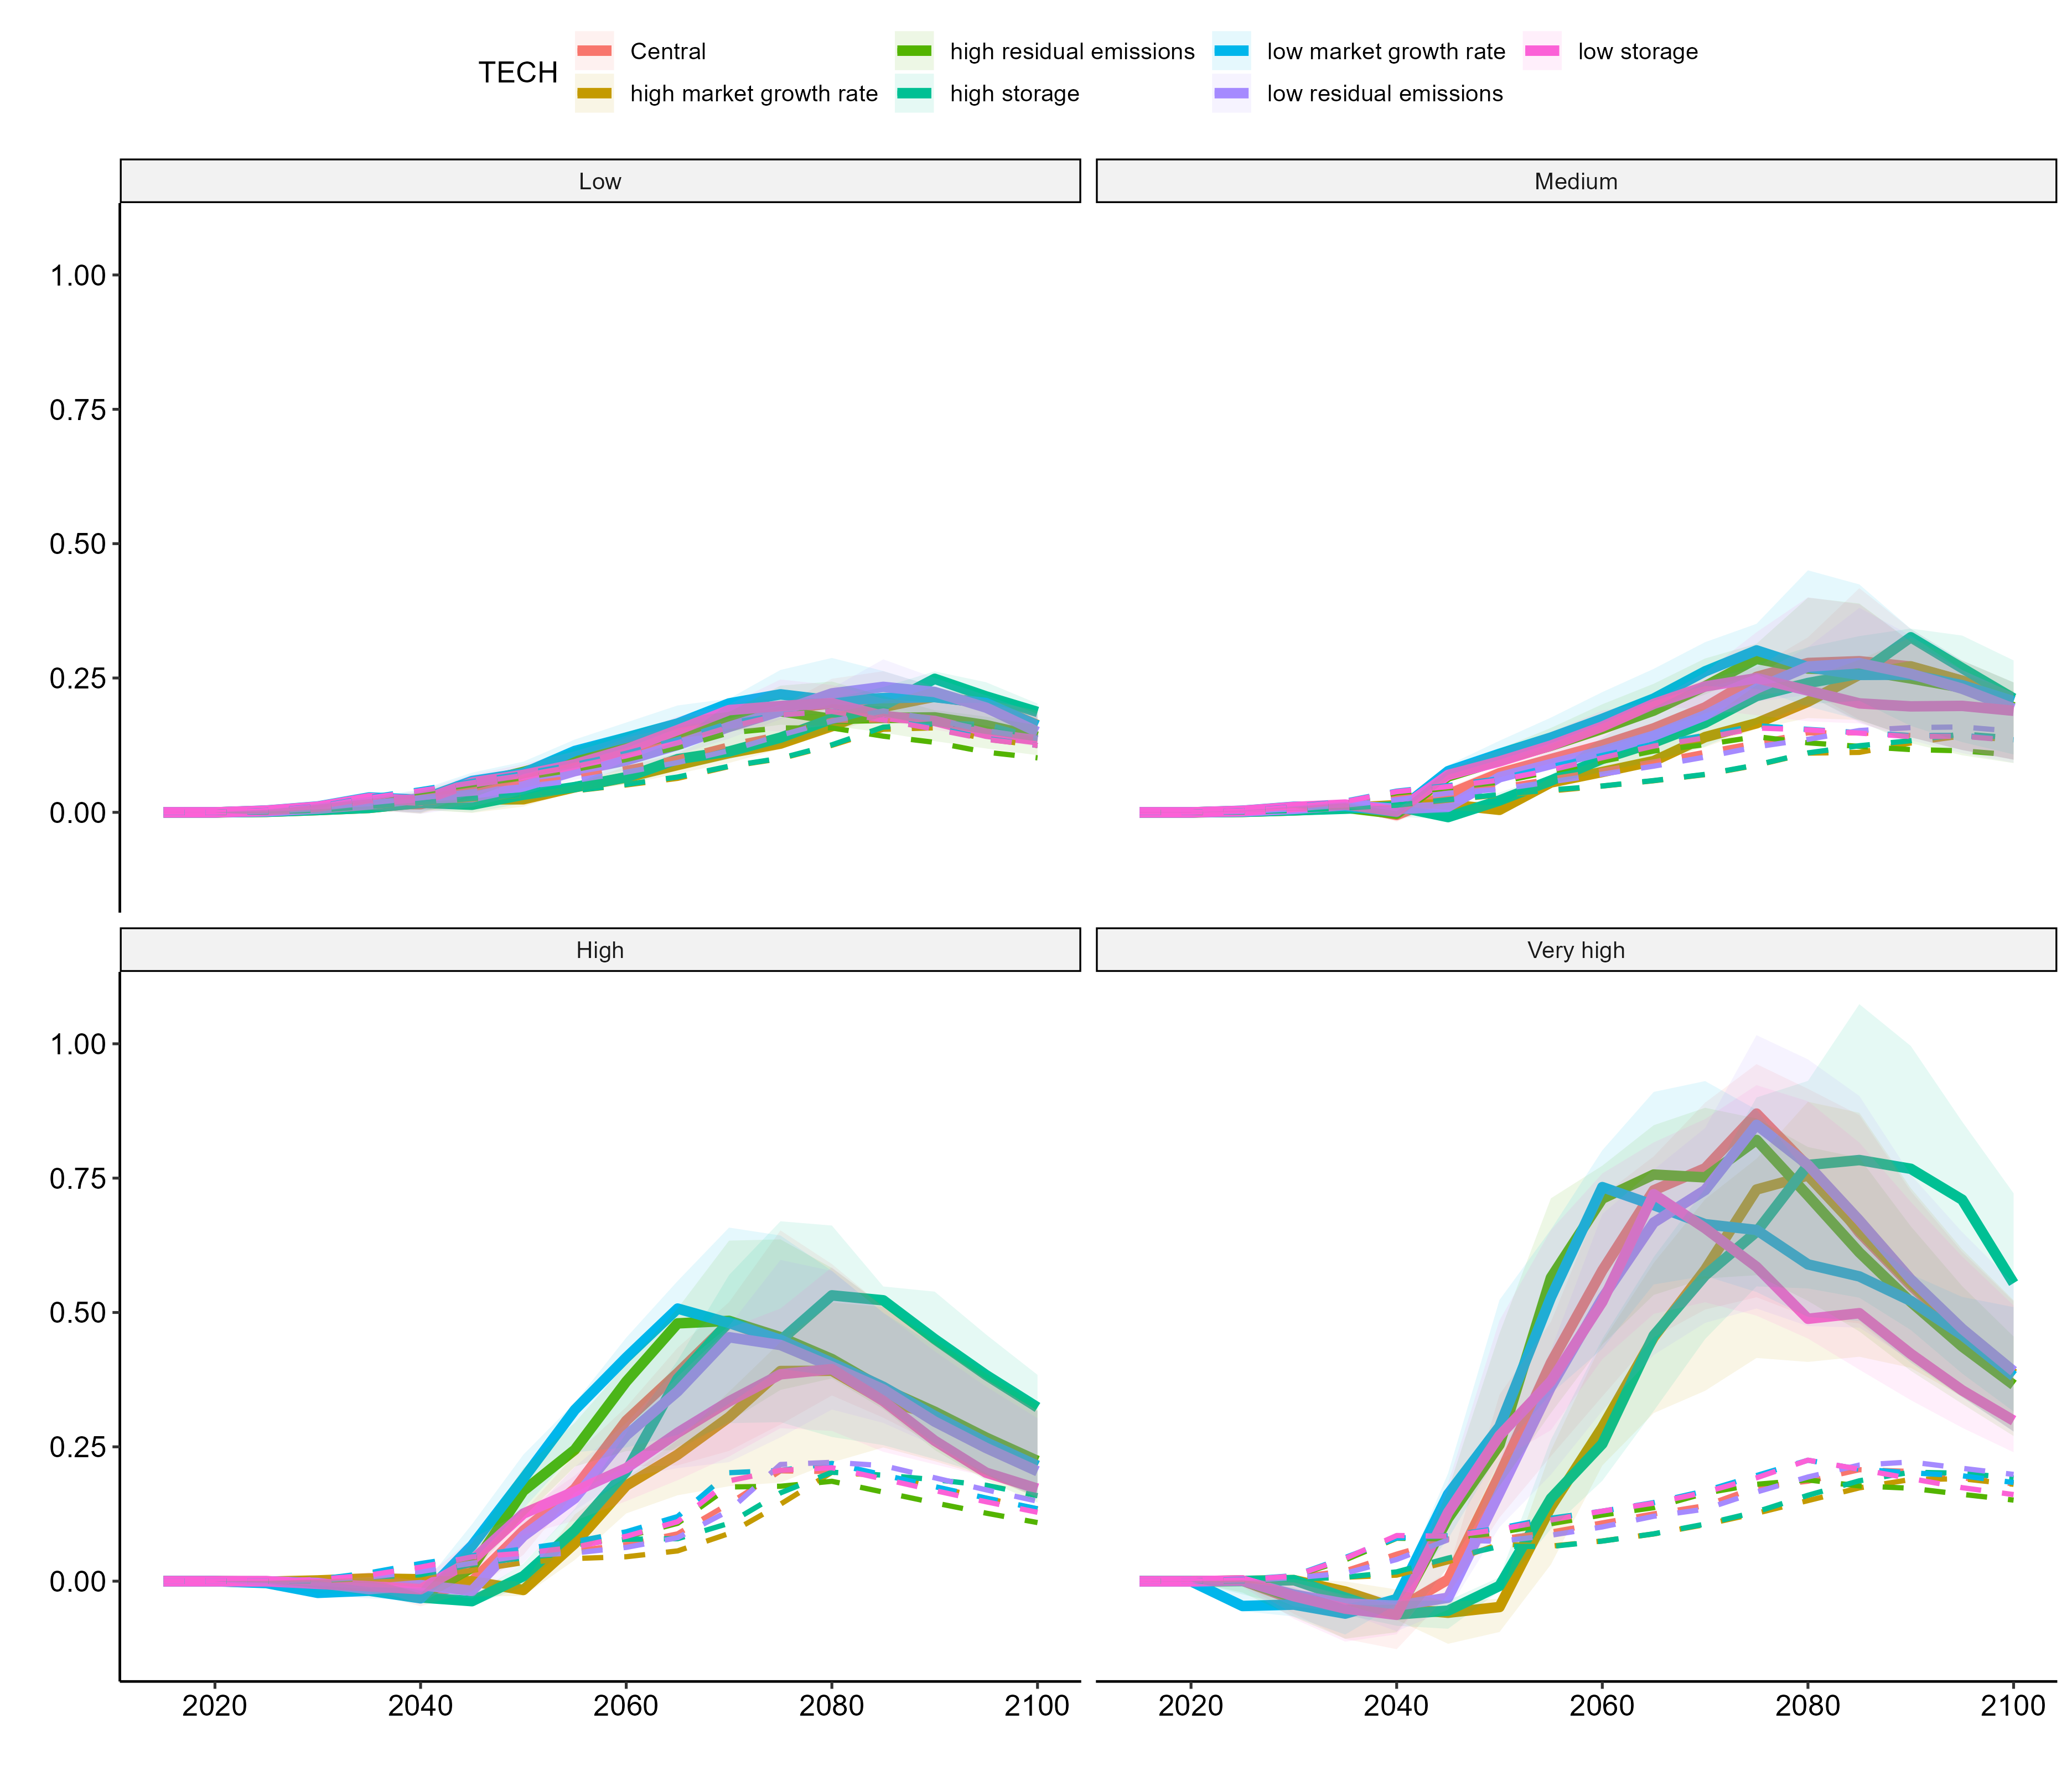 TECH
Central
high residual emissions
low market growth rate
low storage
high market growth rate
high storage
low residual emissions
Low
Medium
1.00
0.75
0.50
0.25
0.00
High
Very high
1.00
0.75
0.50
0.25
0.00
2020 2040 2060 2080 2100
2020 2040 2060 2080 2100